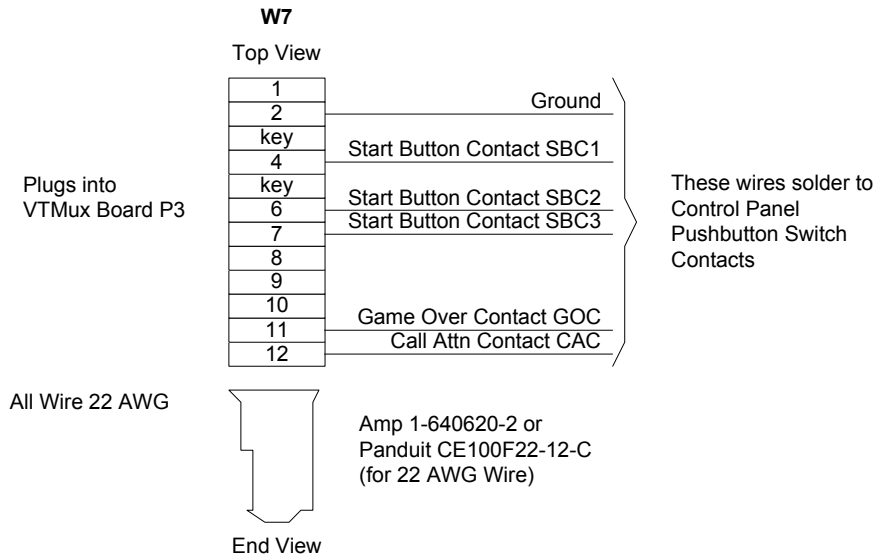 W7
Top View
1
2
key
4
key
6
7
8
9
10
11
12
Ground
Start Button Contact SBC1
Start Button Contact SBC2
Start Button Contact SBC3
Game Over Contact GOC
Call Attn Contact CAC
Plugs into
VTMux Board P3
These wires solder to
Control Panel
Pushbutton Switch
Contacts
All Wire 22 AWG
Amp 1-640620-2 or
Panduit CE100F22-12-C
(for 22 AWG Wire)
End View